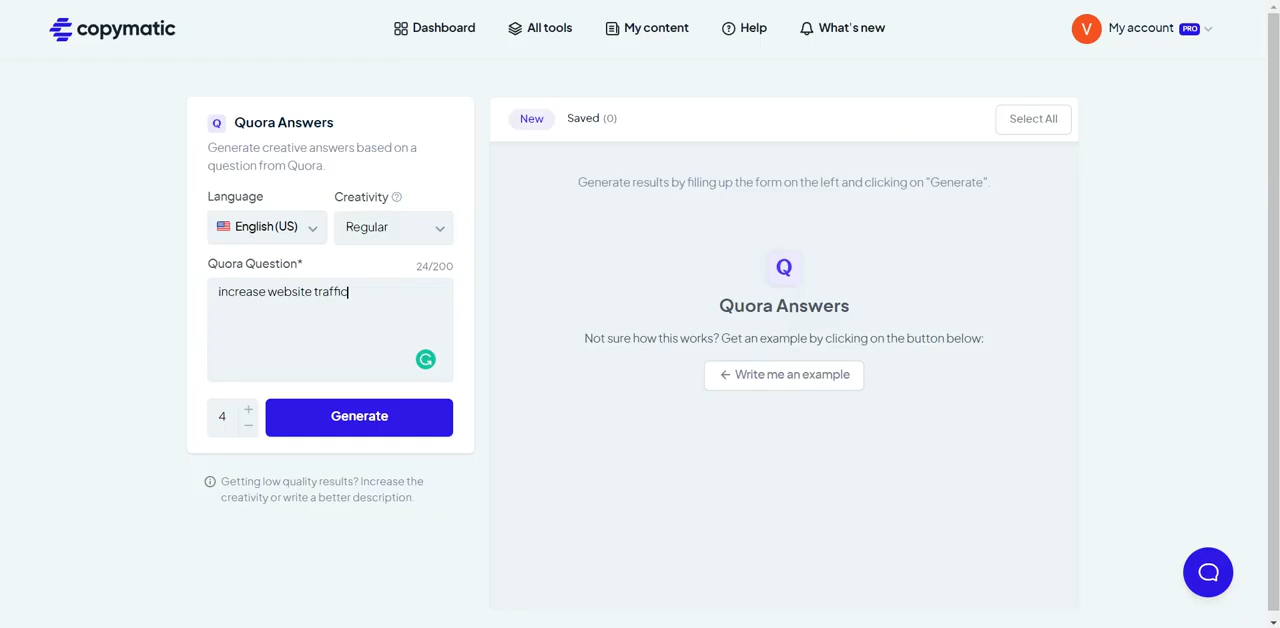 copymatic
Dashboard
All tools
My content
Help
What's new
V
My account PRO
Q Quora Answers
Generate creative answers based on a
question from Quora.
Language
Creativity
English (US)
Regular
Quora Question*
24/200
increase website traffic
4
Generate
Getting low quality results? Increase the
creativity or write a better description.
New
Saved (0)
Select All
Generate results by filling up the form on the left and clicking on "Generate".
Q
Quora Answers
Not sure how this works? Get an example by clicking on the button below:
← Write me an example